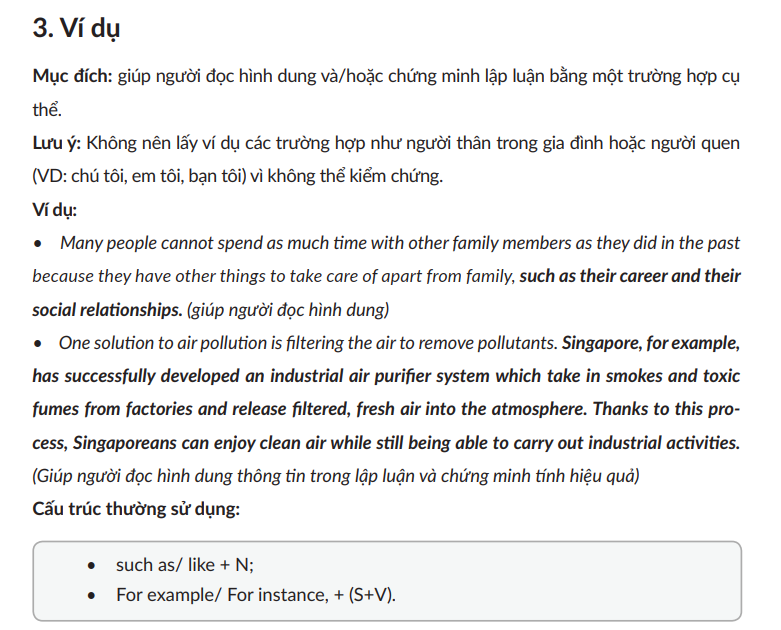 3. Ví dụ
Mục đích: giúp người đọc hình dung và/hoặc chứng minh lập luận bằng một trường hợp cụ
thể.
Lưu ý: Không nên lấy ví dụ các trường hợp như người thân trong gia đình hoặc người quen
(VD: chú tôi, em tôi, bạn tôi) vì không thể kiểm chứng.
Ví dụ:
• Many people cannot spend as much time with other family members as they did in the past
because they have other things to take care of apart from family, such as their career and their
social relationships. (giúp người đọc hình dung)
• One solution to air pollution is filtering the air to remove pollutants. Singapore, for example,
has successfully developed an industrial air purifier system which take in smokes and toxic
fumes from factories and release filtered, fresh air into the atmosphere. Thanks to this pro-
cess, Singaporeans can enjoy clean air while still being able to carry out industrial activities.
(Giúp người đọc hình dung thông tin trong lập luận và chứng minh tính hiệu quả)
Cấu trúc thường sử dụng:
• such as/ like + N;
• For example/ For instance, + (S+V).